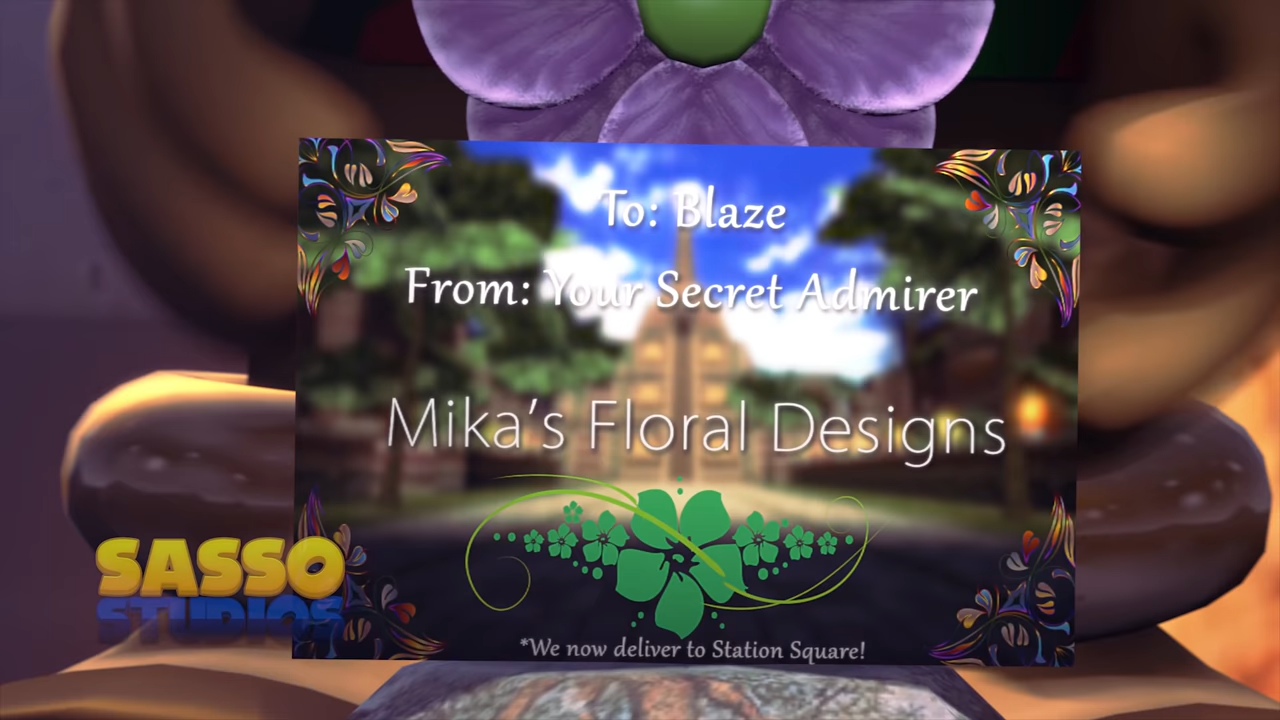 To: Blaze
From: Your Secret Admirer
Mika's Floral Designs
SASSO
STUDIOS
*We now deliver to Station Square!